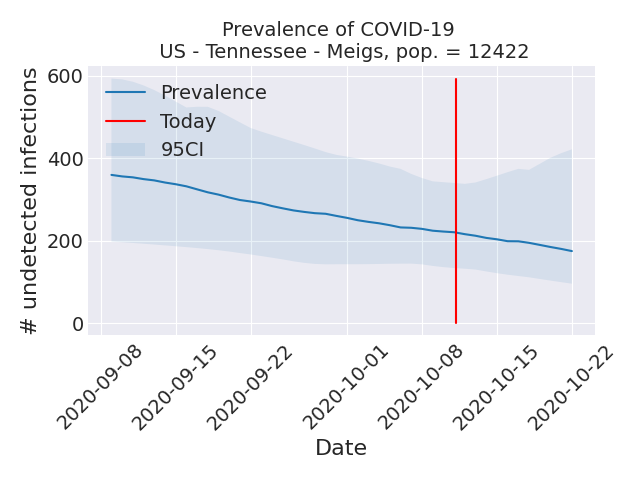 Prevalence of COVID-19
US - Tennessee - Meigs, pop. = 12422
# undetected infections
600
400
200
0
Prevalence
Today
95CI
2020-09-08
2020-09-15
2020-09-22
2020-10-01
2020-10-08
2020-10-15
2020-10-22
Date